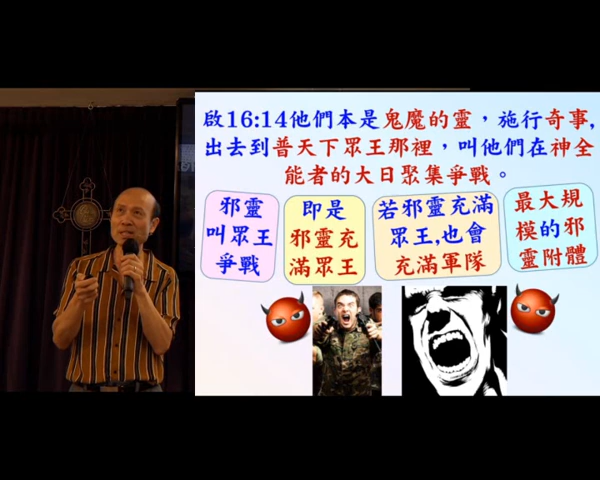 啟16:14他們本是鬼魔的靈，施行奇事,
出去到普天下眾王那裡，叫他們在神全
能者的大日聚集爭戰。
邪靈
叫眾王
爭戰
即是
邪靈充
滿眾王
若邪靈充滿
眾王,也會
充滿軍隊
最大規
模的邪
靈附體